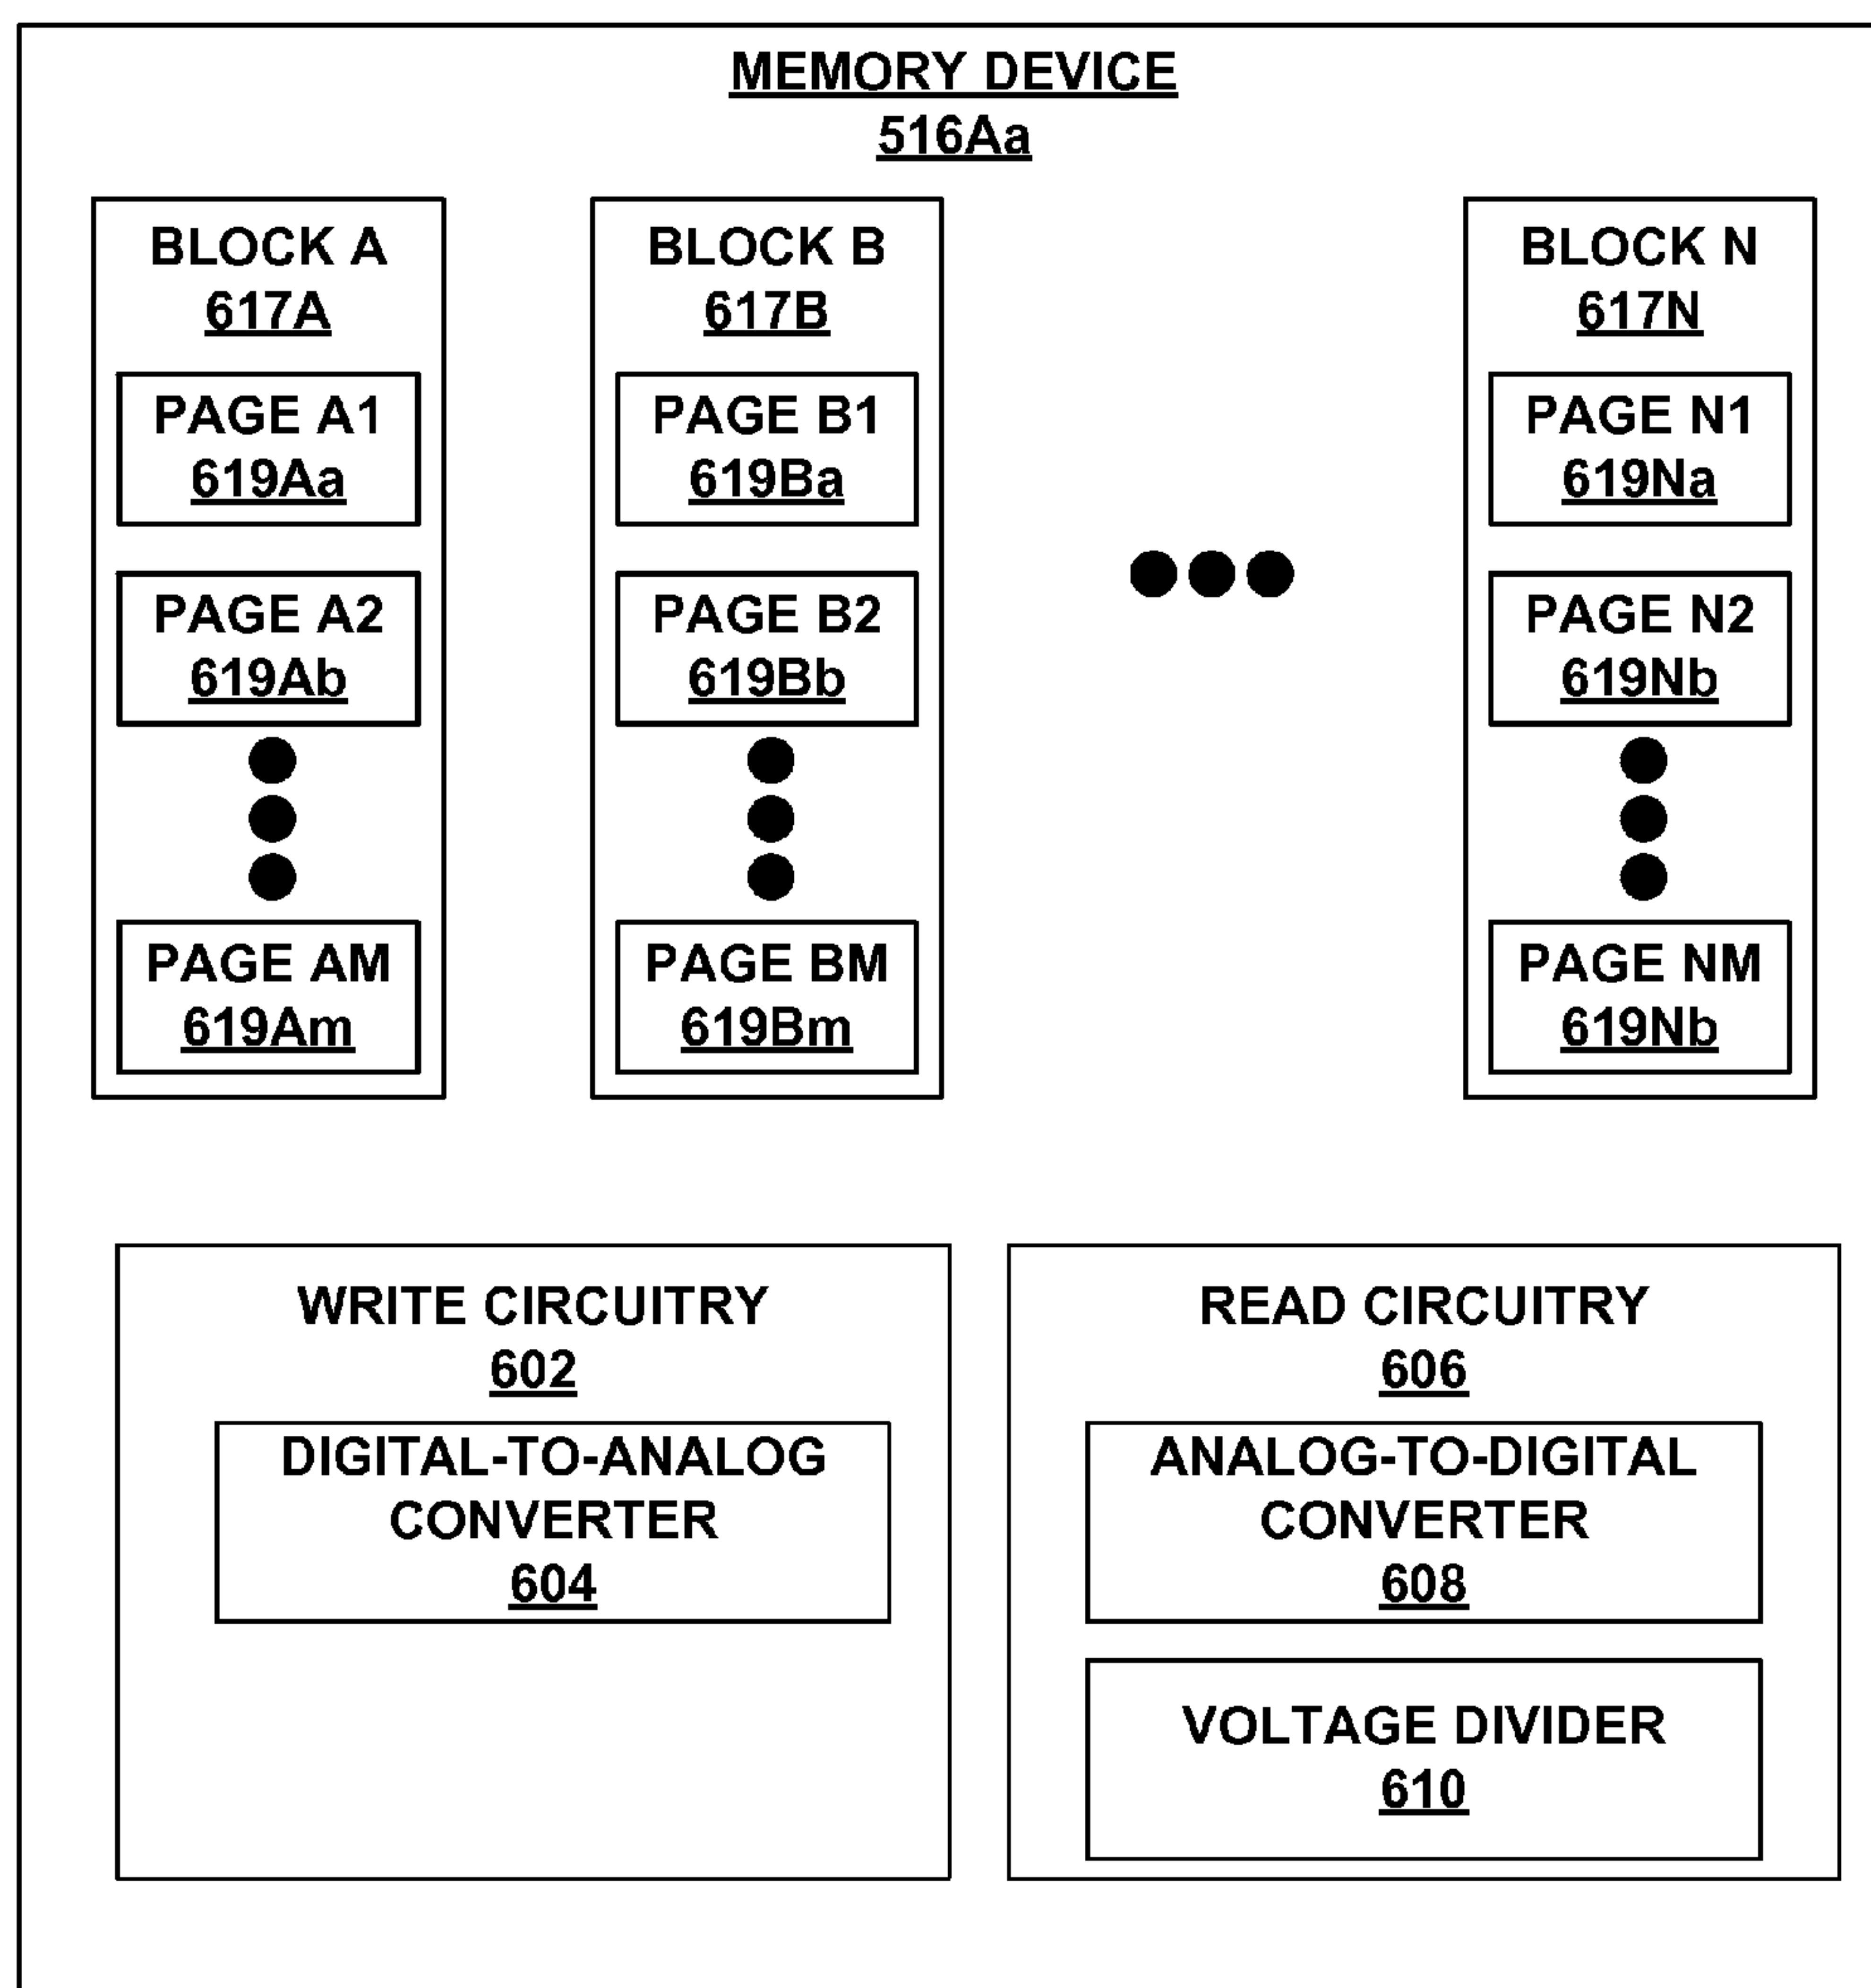 MEMORY DEVICE
516Aa
BLOCK A
617A
PAGE A1
619Aa
PAGE A2
619Ab
PAGE AM
619Am
BLOCK B
617B
PAGE B1
619Ba
PAGE B2
619Bb
PAGE BM
619Bm
BLOCK N
617N
PAGE N1
619Na
PAGE N2
619Nb
PAGE NM
619Nb
WRITE CIRCUITRY
602
DIGITAL-TO-ANALOG
CONVERTER
604
READ CIRCUITRY
606
ANALOG-TO-DIGITAL
CONVERTER
608
VOLTAGE DIVIDER
610